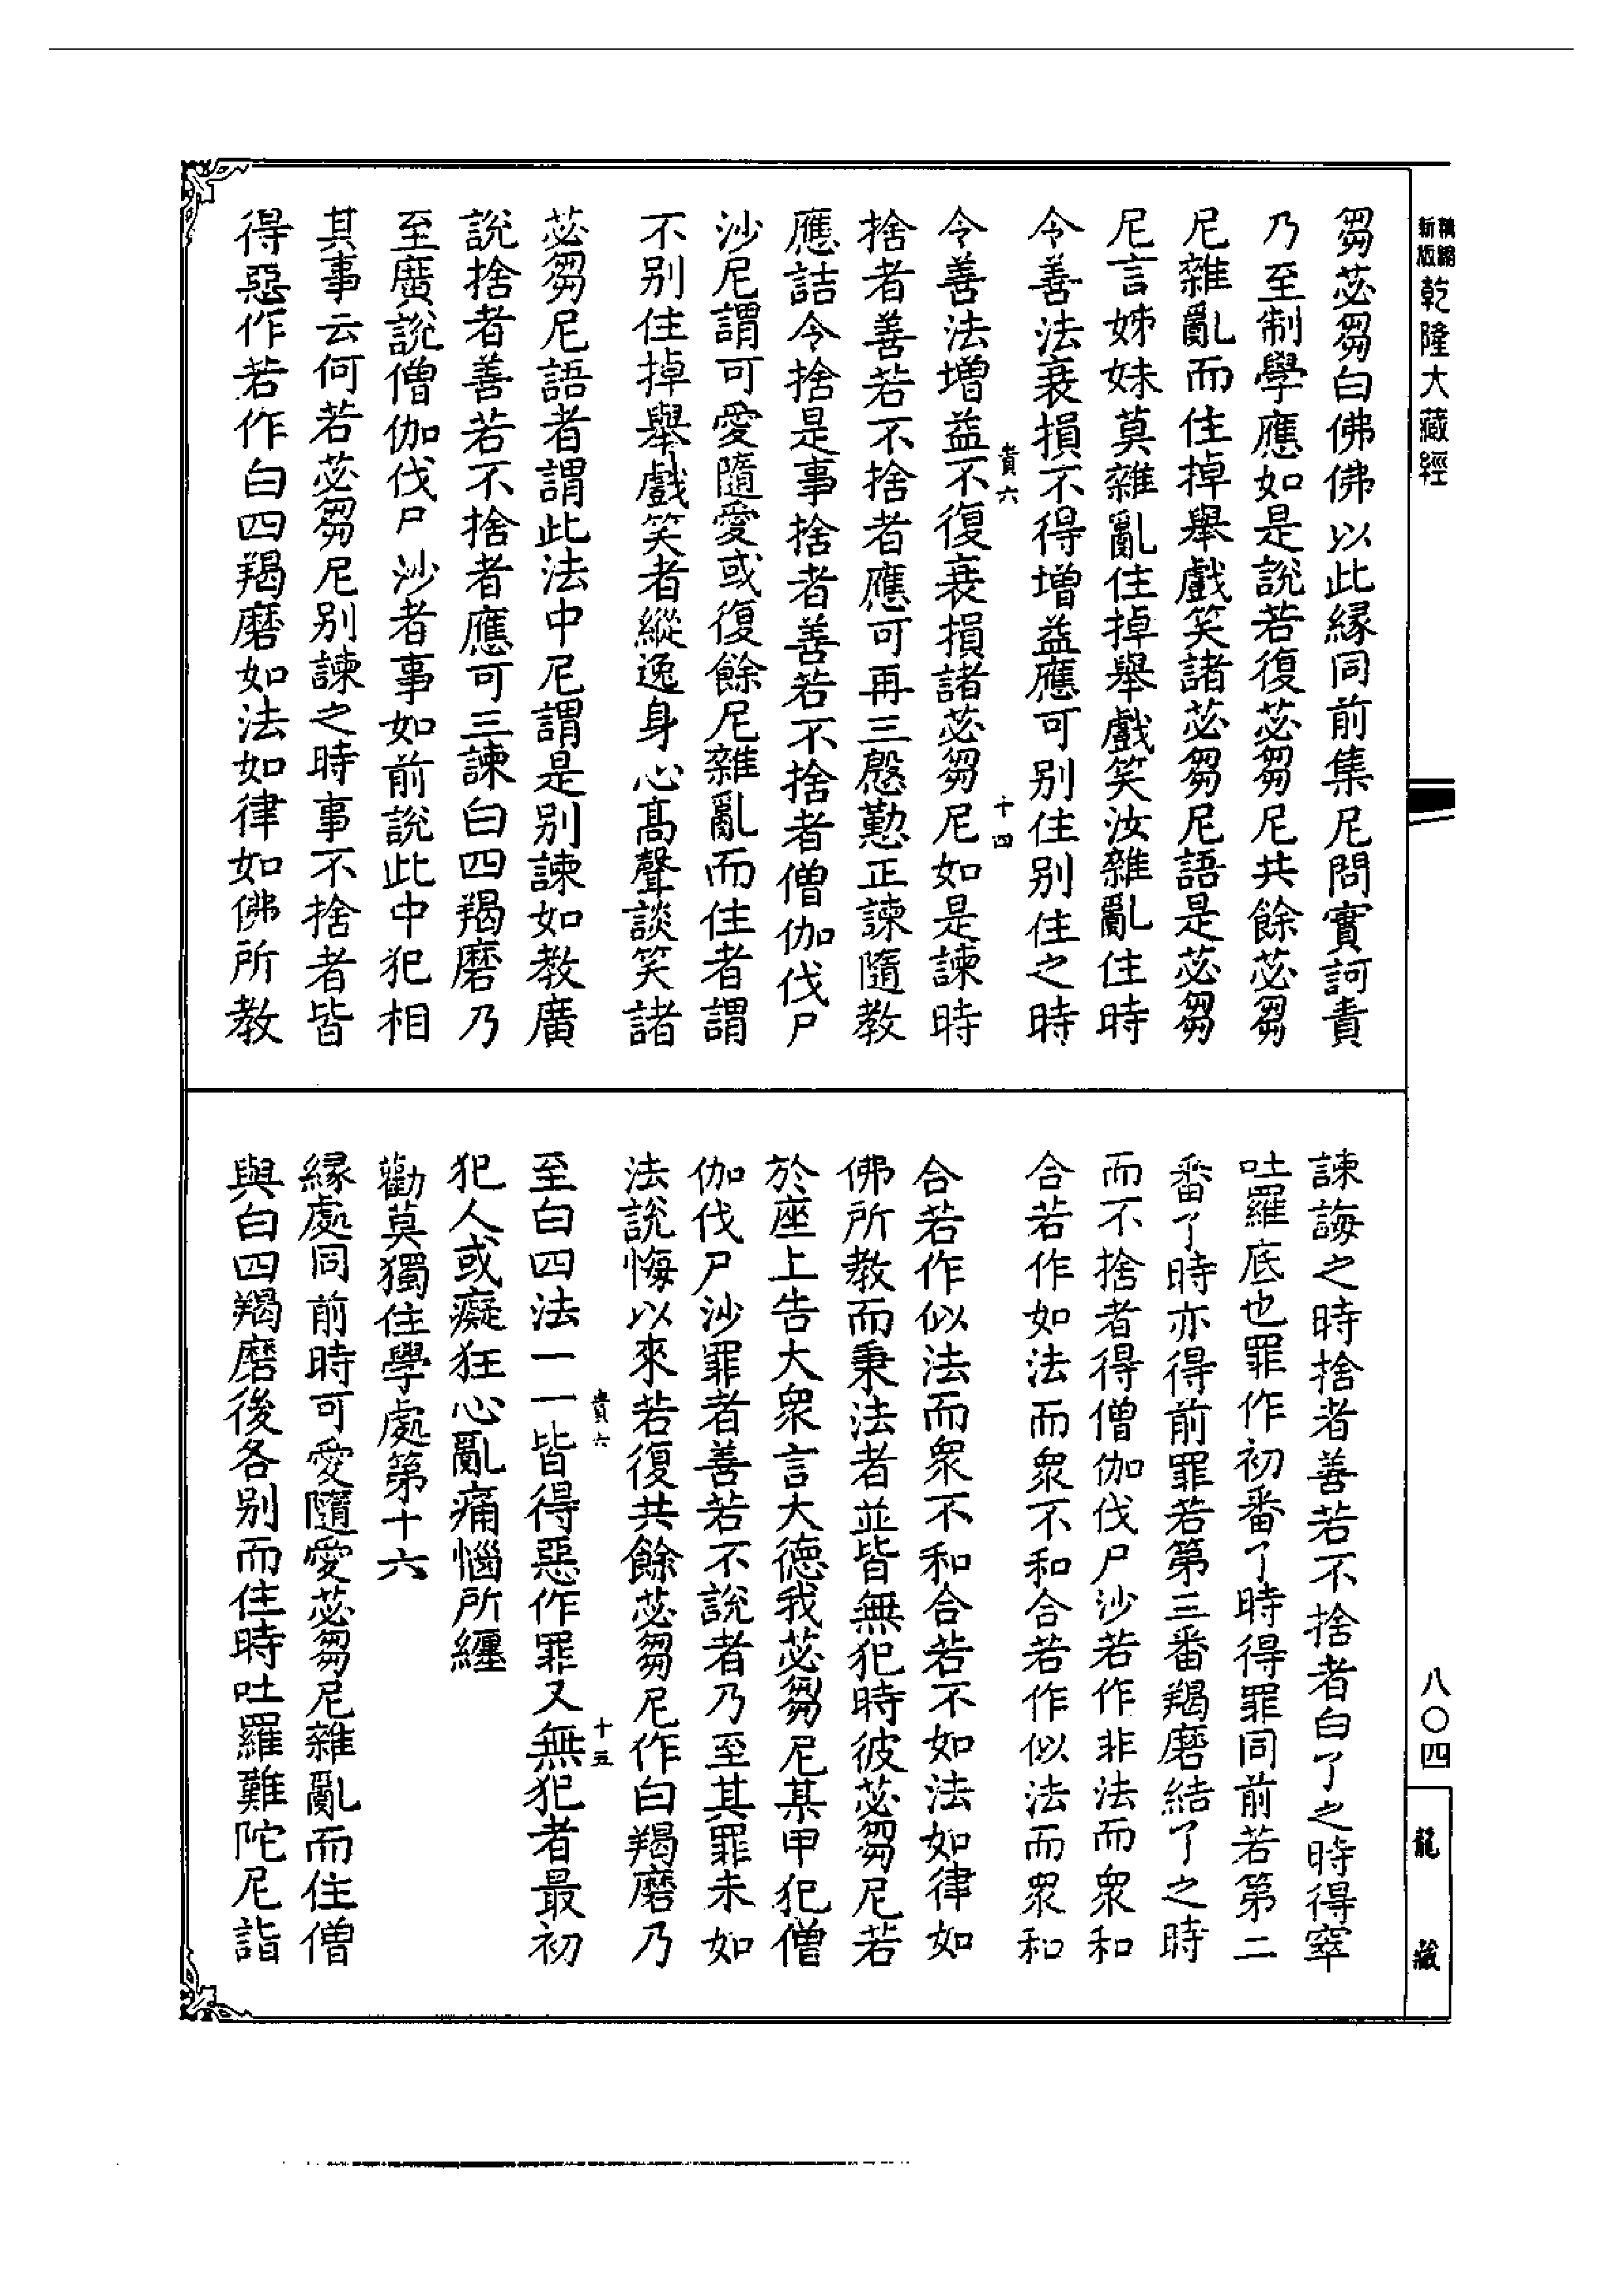 精縮
新版
乾隆大藏經
芻苾芻白佛佛以此緣同前集尼問實訶責
乃至制學應如是說若復苾芻尼共餘苾芻
尼雜亂而住掉舉戲笑諸苾芻尼語是苾芻
尼言姊妹莫雜亂住掉舉戲笑汝雜亂住時
令善法衰損不得增益應可別住別住之時
賁六
十四
令善法增益不復衰損諸苾芻尼如是諫時
捨者善若不捨者應可再三慇懃正諫隨教
應詰令捨是事捨者善若不捨者僧伽伐尸
沙尼謂可愛隨愛或復餘尼雜亂而住者謂
不別住掉舉戲笑者縱逸身心高聲談笑諸
苾芻尼語者謂此法中尼謂是別諫如教廣
說捨者善若不捨者應可三諫白四羯磨乃
至廣說僧伽伐尸沙者事如前說此中犯相
其事云何若苾芻尼別諫之時事不捨者皆
得惡作若作白四羯磨如法如律如佛所教
諫誨之時捨者善若不捨者白了之時得窣
吐羅底也罪作初番了時得罪同前若第二
番了時亦得前罪若第三番羯磨結了之時
而不捨者得僧伽伐尸沙若作非法而眾和
合若作如法而眾不和合若作似法而眾和
合若作似法而眾不和合若不如法如律如
佛所教而秉法者並皆無犯時彼苾芻尼若
於座上告大眾言大德我苾芻尼某甲犯僧
伽伐尸沙罪者善若不說者乃至其罪未如
法說悔以來若復共餘苾芻尼作白羯磨乃
賁六
十五
至白四法一一皆得惡作罪又無犯者最初
犯人或癡狂心亂痛惱所纏
勸莫獨住學處第十六
緣處同前時可愛隨愛苾芻尼雜亂而住僧
與白四羯磨後各別而住時吐羅難陀尼詣
八〇四
龍藏